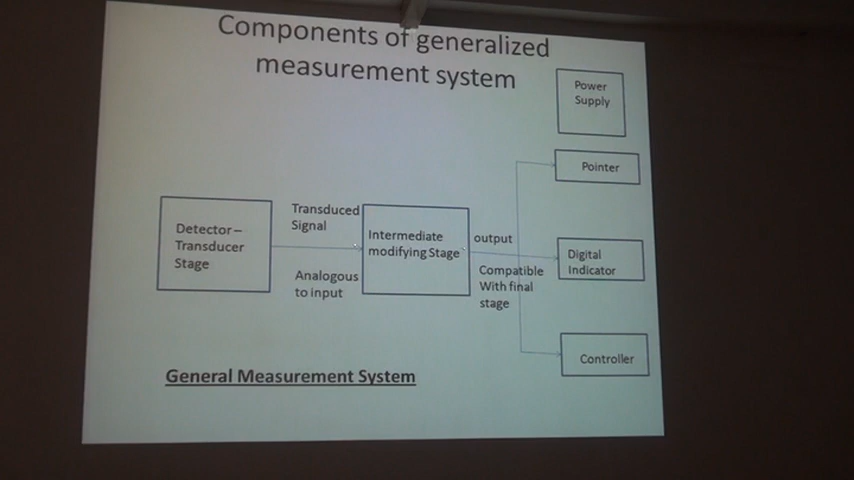 Components of generalized
measurement system
Power
Supply
Pointer
Transduced
Signal
Detector –
Transducer
Stage
Intermediate
modifying Stage
output
Digital
Indicator
Analogous
to input
Compatible
With final
stage
Controller
General Measurement System